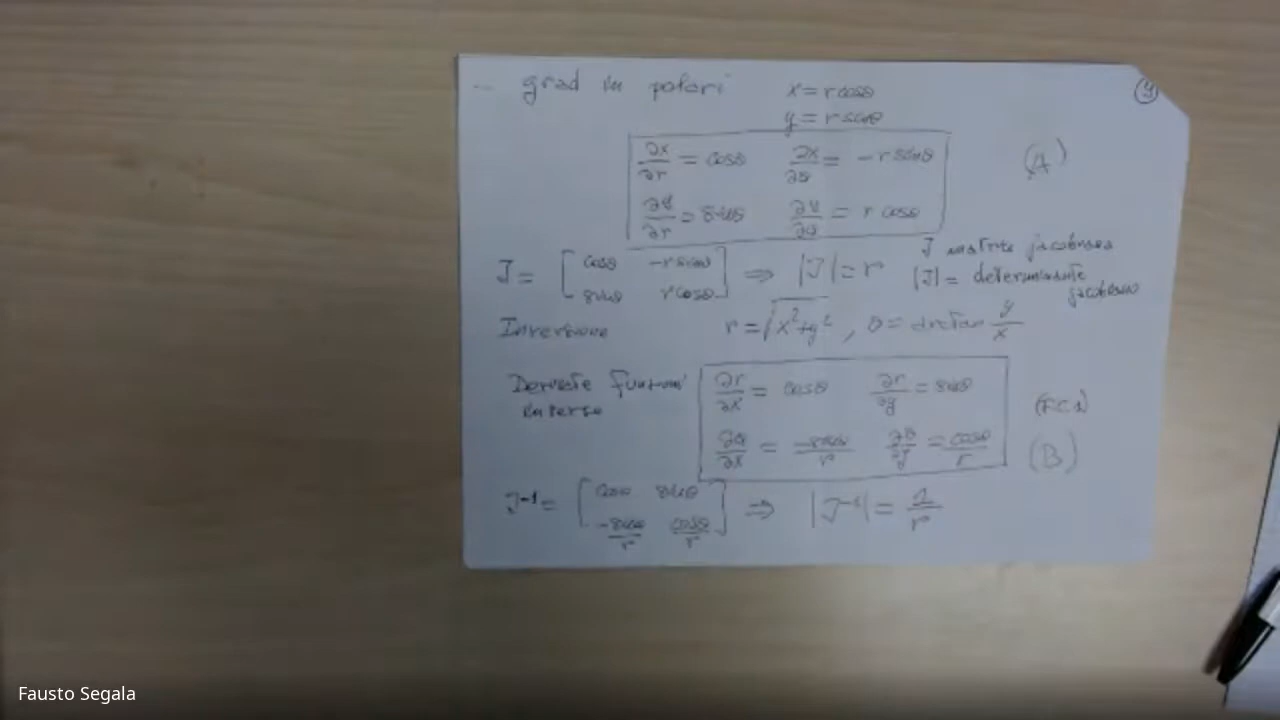 -- grad in polari x = r cosθ (4)
y = r sinθ
∂x/∂r = cosθ ∂x/∂θ = -r sinθ (A)
∂y/∂r = sinθ ∂y/∂θ = r cosθ
J = [ cosθ -r sinθ ; sinθ r cosθ ] ⇒ |J| = r
J matrice jacobiana
|J| = determinante jacobiano
Inversione r = √(x²+y²), θ = arctan y/x
Derivate funzioni inverse
∂r/∂x = cosθ ∂r/∂y = sinθ
∂θ/∂x = -sinθ/r ∂θ/∂y = cosθ/r (B)
J⁻¹ = [ cosθ sinθ ; -sinθ/r cosθ/r ] ⇒ |J⁻¹| = 1/r
Fausto Segala